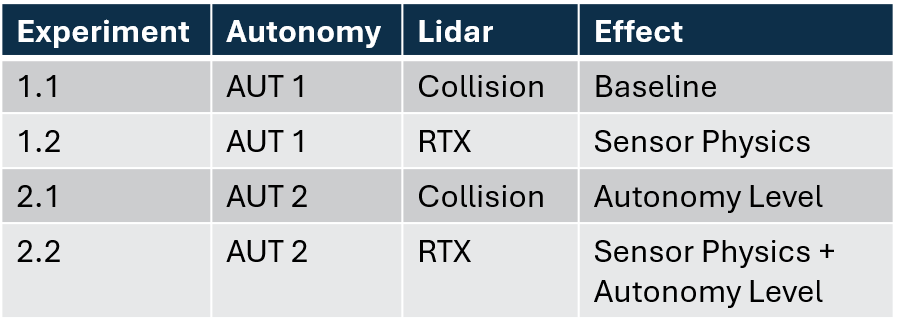 Experiment Autonomy Lidar Effect
1.1 AUT 1 Collision Baseline
1.2 AUT 1 RTX Sensor Physics
2.1 AUT 2 Collision Autonomy Level
2.2 AUT 2 RTX Sensor Physics +
Autonomy Level